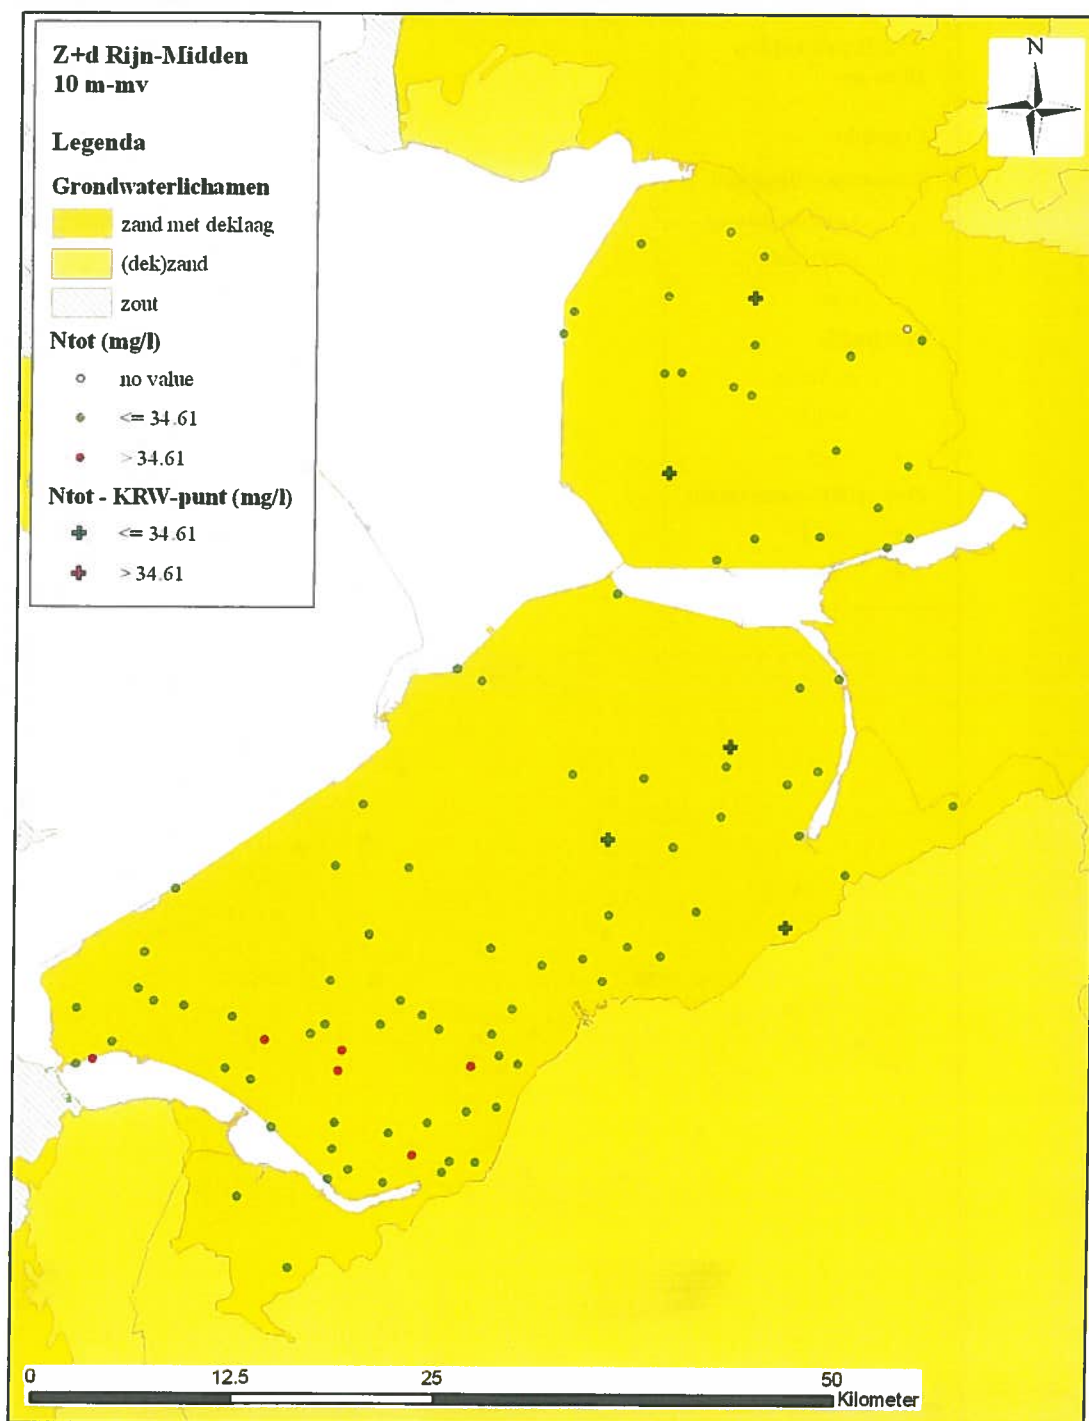 Z+d Rijn-Midden
10 m-mv
Legenda
Grondwaterlichamen
zand met deklaag
(dek)zand
zout
Ntot (mg/l)
no value
<= 34.61
> 34.61
Ntot - KRW-punt (mg/l)
<= 34.61
> 34.61
N
0 12.5 25 50
Kilometer